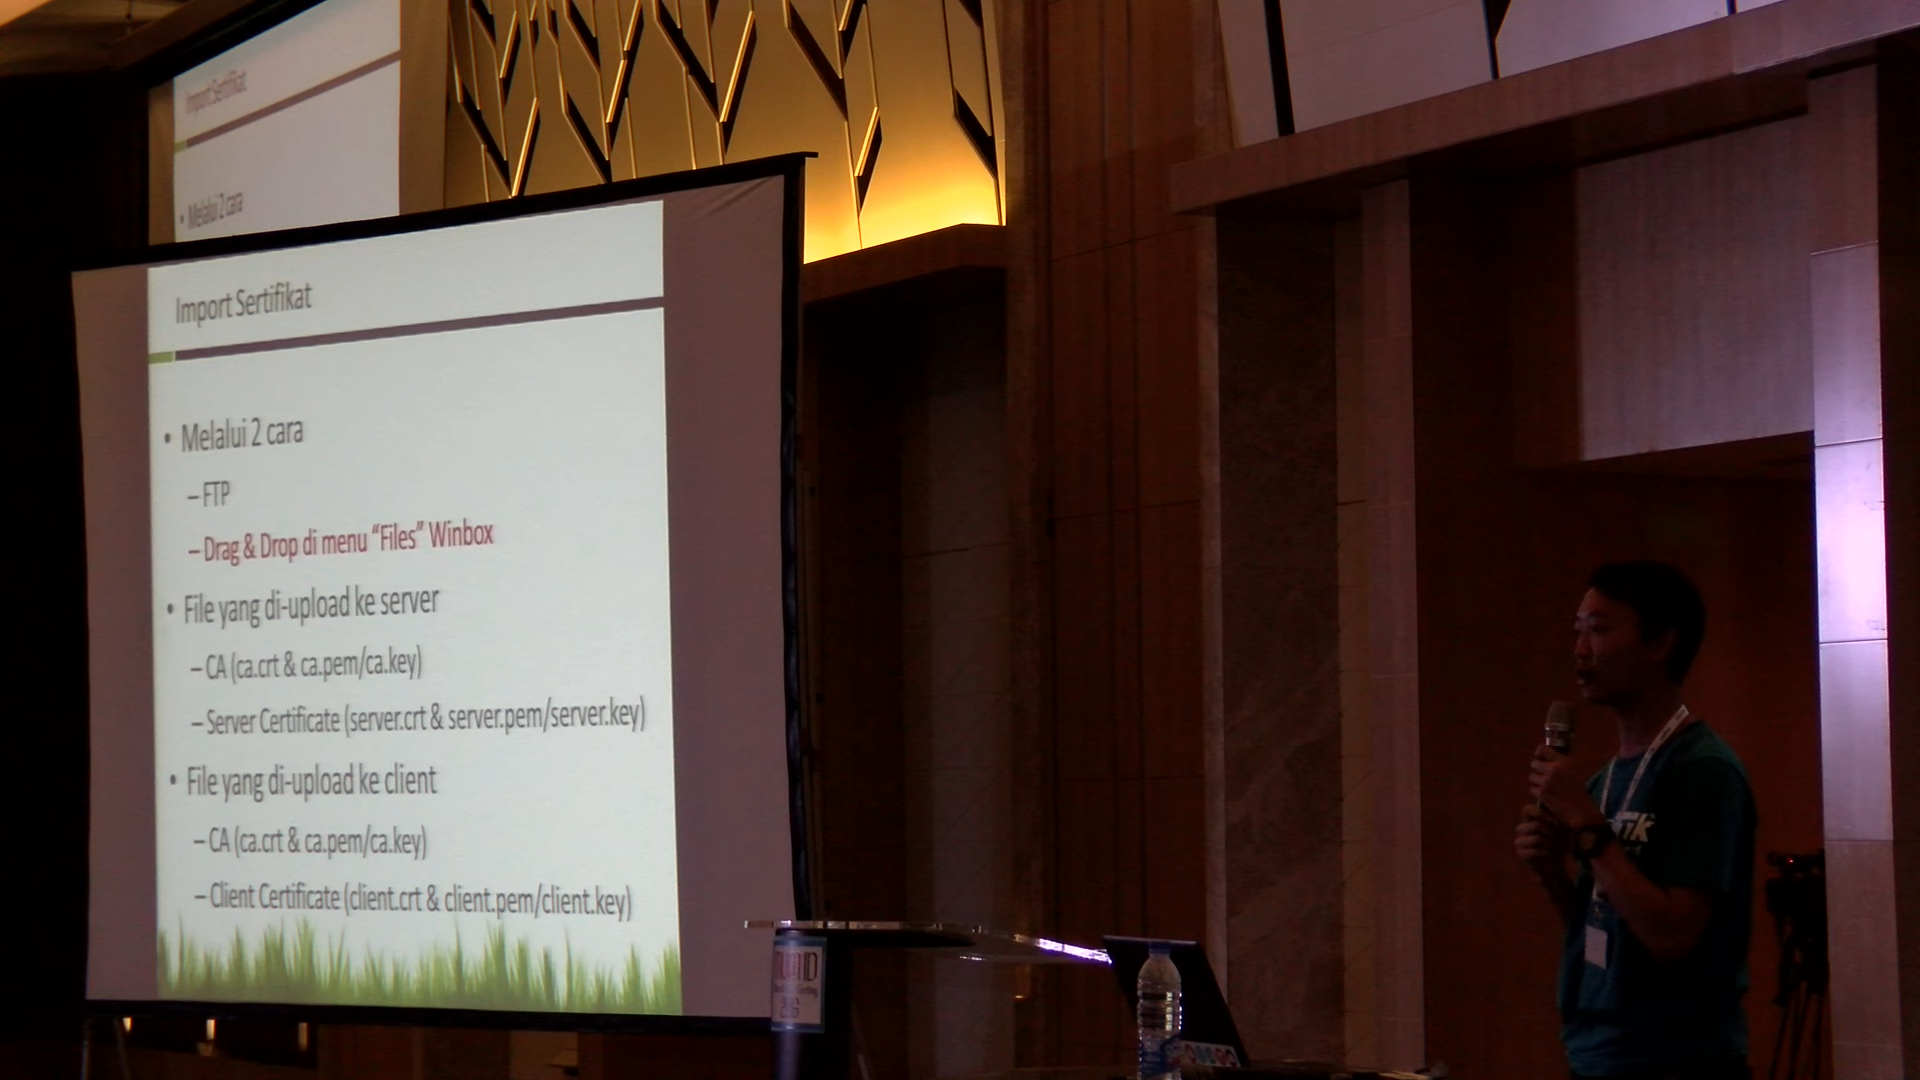 Import Sertifikat
• Melalui 2 cara
Import Sertifikat
• Melalui 2 cara
– FTP
– Drag & Drop di menu “Files” Winbox
• File yang di-upload ke server
– CA (ca.crt & ca.pem/ca.key)
– Server Certificate (server.crt & server.pem/server.key)
• File yang di-upload ke client
– CA (ca.crt & ca.pem/ca.key)
– Client Certificate (client.crt & client.pem/client.key)